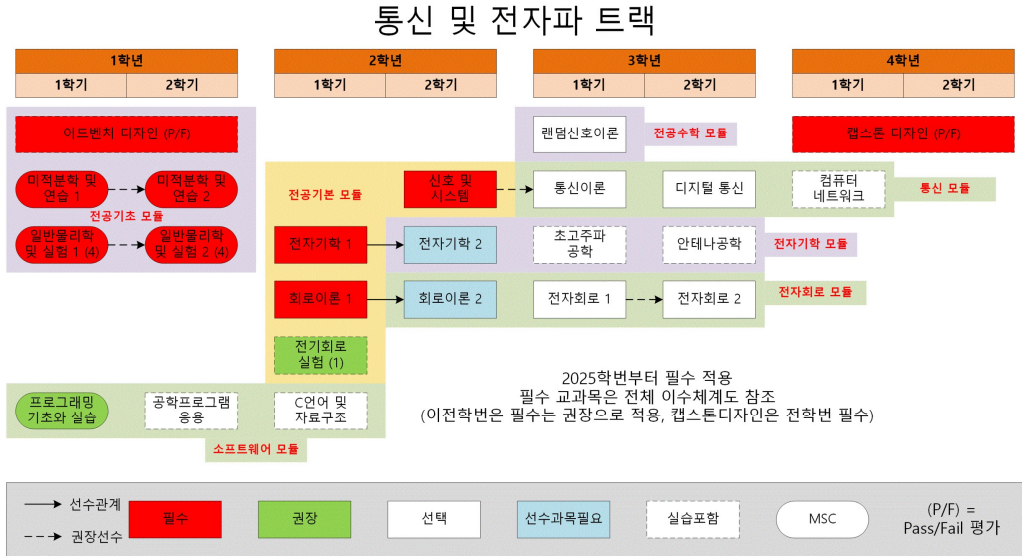 통신 및 전자파 트랙
1학년 2학년 3학년 4학년
1학기 2학기 1학기 2학기 1학기 2학기 1학기 2학기
어드벤처 디자인 (P/F)
랜덤신호이론
전공수학 모듈
캡스톤 디자인 (P/F)
미적분학 및
연습 1
미적분학 및
연습 2
전공기초 모듈
일반물리학
및 실험 1 (4)
일반물리학
및 실험 2 (4)
전공기본 모듈
신호 및
시스템
통신이론
디지털 통신
컴퓨터
네트워크
통신 모듈
전자기학 1
전자기학 2
초고주파
공학
안테나공학
전자기학 모듈
회로이론 1
회로이론 2
전자회로 1
전자회로 2
전자회로 모듈
전기회로
실험 (1)
프로그래밍
기초와 실습
공학프로그램
응용
C언어 및
자료구조
소프트웨어 모듈
2025학번부터 필수 적용
필수 교과목은 전체 이수체계도 참조
(이전학번은 필수는 권장으로 적용, 캡스톤디자인은 전학번 필수)
선수관계
권장선수
필수
권장
선택
선수과목필요
실습포함
MSC
(P/F) =
Pass/Fail 평가